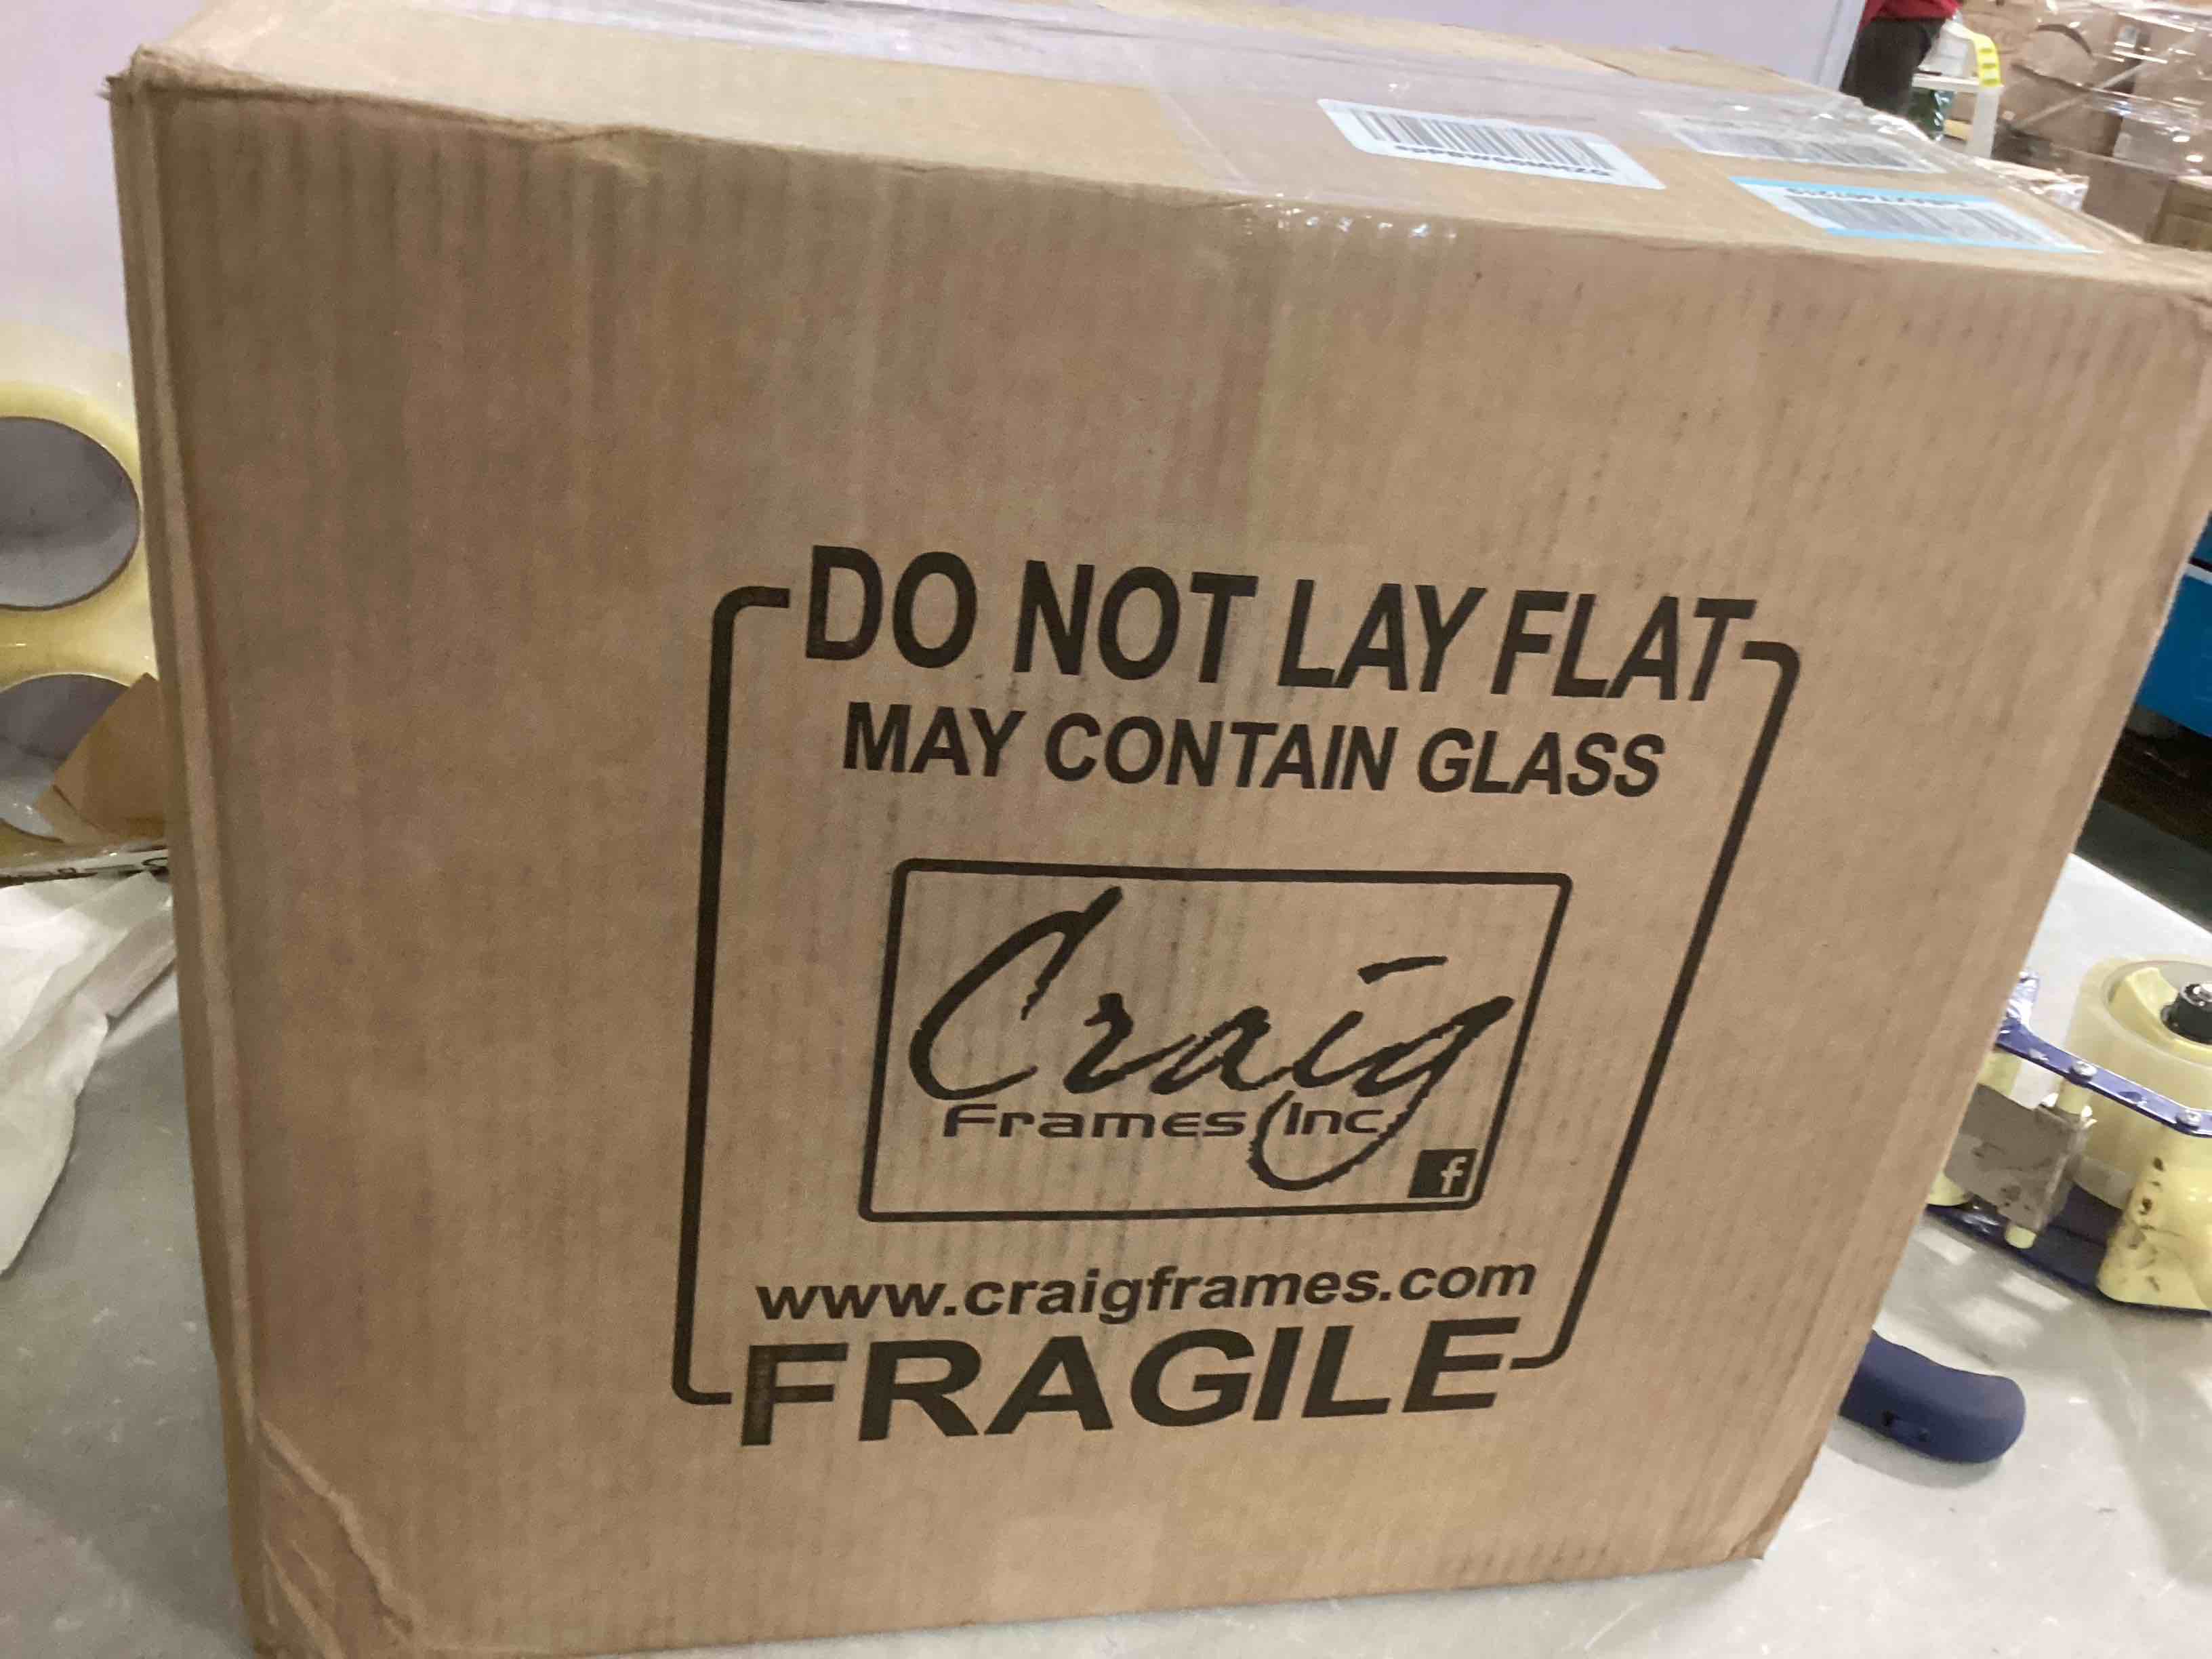 DO NOT LAY FLAT
MAY CONTAIN GLASS
Craig
Frames Inc
f
www.craigframes.com
FRAGILE